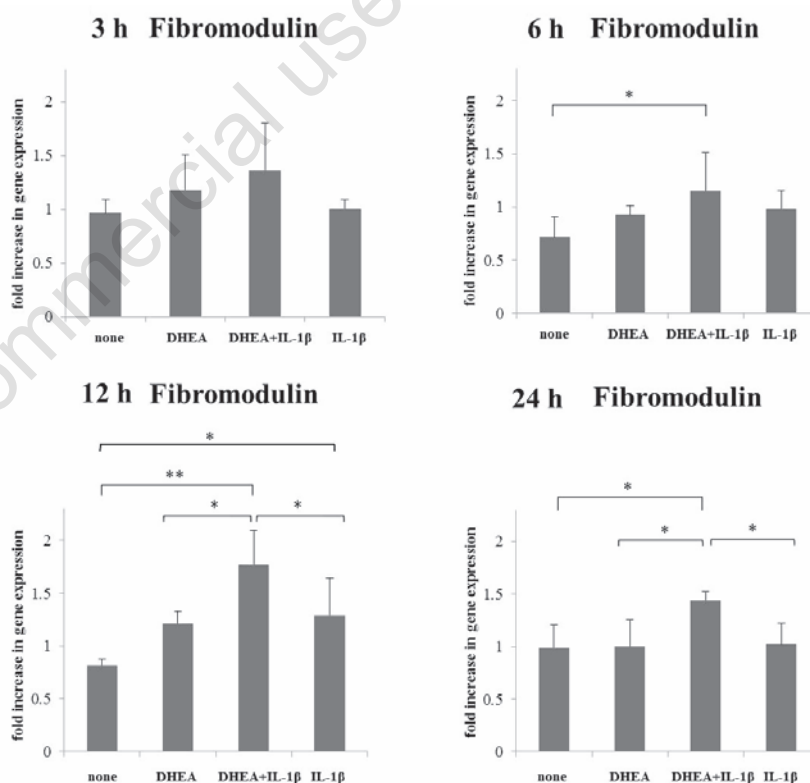 ommercial use
3 h Fibromodulin
fold increase in gene expression
2
1.5
1
0.5
0
none DHEA DHEA+IL-1β IL-1β
6 h Fibromodulin
fold increase in gene expression
2
1.5
1
0.5
0
*
none DHEA DHEA+IL-1β IL-1β
12 h Fibromodulin
fold increase in gene expression
2
1.5
1
0.5
0
*
**
* *
none DHEA DHEA+IL-1β IL-1β
24 h Fibromodulin
fold increase in gene expression
2
1.5
1
0.5
0
*
* *
none DHEA DHEA+IL-1β IL-1β